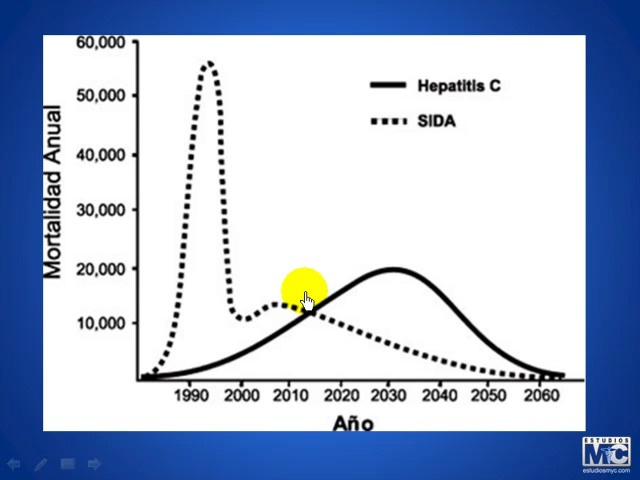 60,000
50,000
40,000
30,000
20,000
10,000
Mortalidad Anual
Hepatitis C
SIDA
1990 2000 2010 2020 2030 2040 2050 2060
Año
ESTUDIOS
MyC
estudiosmyc.com